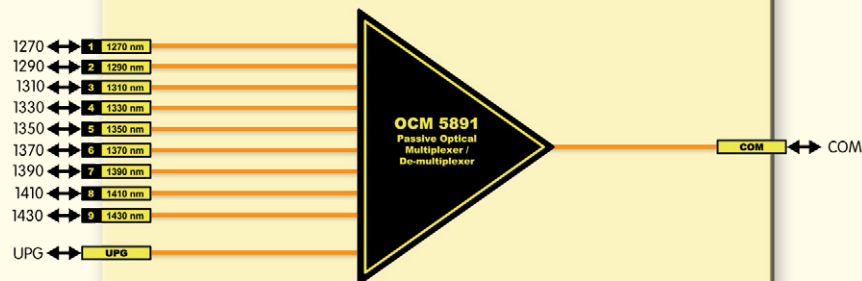 1270 1 1270 nm
1290 2 1290 nm
1310 3 1310 nm
1330 4 1330 nm
1350 5 1350 nm
1370 6 1370 nm
1390 7 1390 nm
1410 8 1410 nm
1430 9 1430 nm
UPG UPG
OCM 5891
Passive Optical
Multiplexer /
De-multiplexer
COM COM